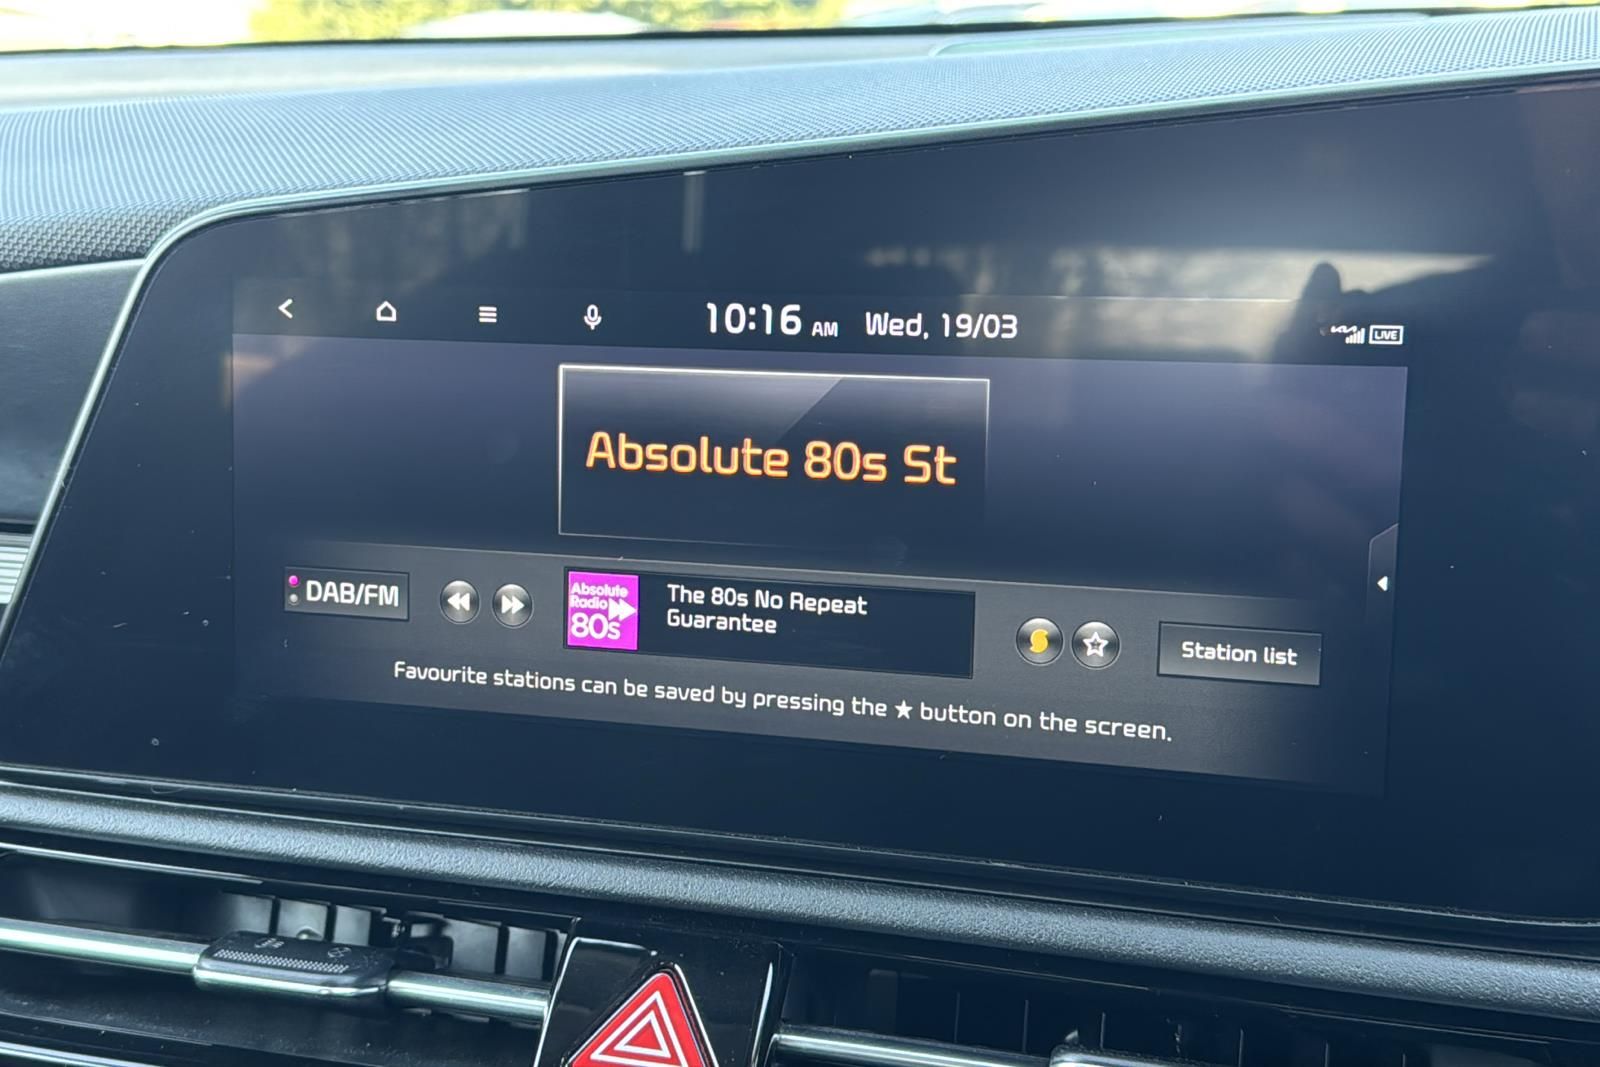 10:16 AM Wed, 19/03
LIVE
Absolute 80s St
DAB/FM
Absolute
Radio
80s
The 80s No Repeat
Guarantee
Station list
Favourite stations can be saved by pressing the ★ button on the screen.